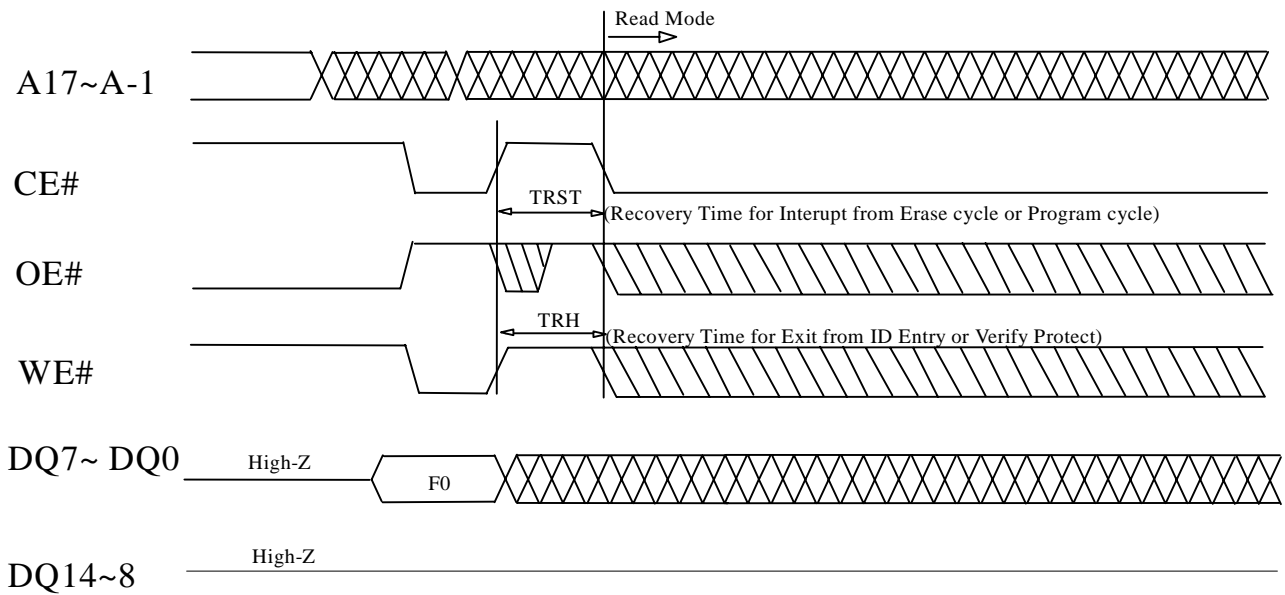 Read Mode
A17~A-1
CE#
TRST
(Recovery Time for Interupt from Erase cycle or Program cycle)
OE#
TRH
(Recovery Time for Exit from ID Entry or Verify Protect)
WE#
DQ7~ DQ0
High-Z
F0
High-Z
DQ14~8